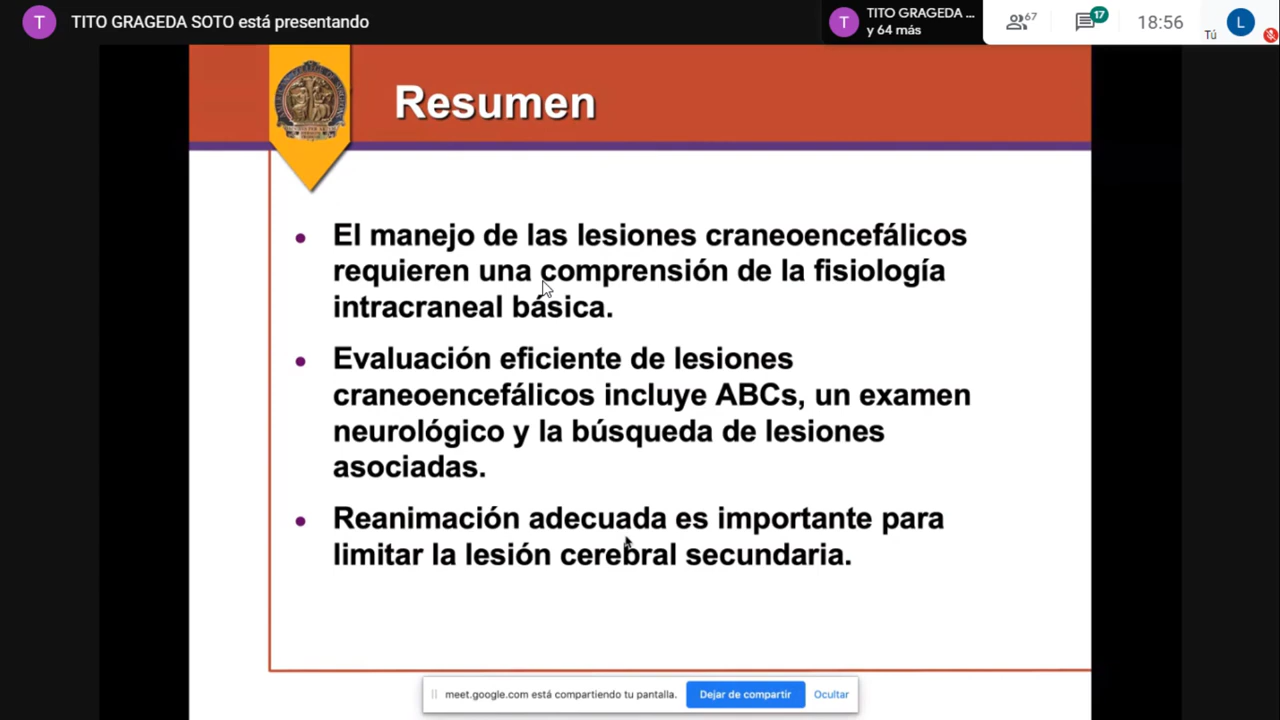 T TITO GRAGEDA SOTO está presentando
T TITO GRAGEDA ...
y 64 más
67
17
18:56
Tú
L
Resumen
El manejo de las lesiones craneoencefálicos
requieren una comprensión de la fisiología
intracraneal básica.
Evaluación eficiente de lesiones
craneoencefálicos incluye ABCs, un examen
neurológico y la búsqueda de lesiones
asociadas.
Reanimación adecuada es importante para
limitar la lesión cerebral secundaria.
meet.google.com está compartiendo tu pantalla. Dejar de compartir Ocultar